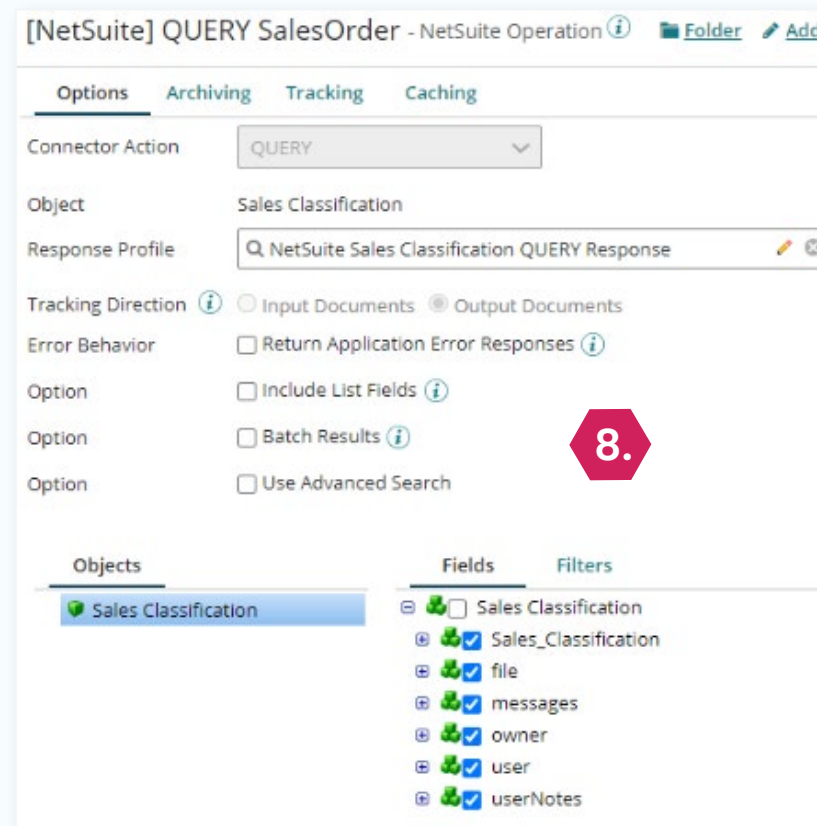 [NetSuite] QUERY SalesOrder - NetSuite Operation i Folder
Options Archiving Tracking Caching
Connector Action QUERY
Object Sales Classification
Response Profile NetSuite Sales Classification QUERY Response
Tracking Direction i Input Documents Output Documents
Error Behavior Return Application Error Responses i
Option Include List Fields i
Option Batch Results i
8.
Option Use Advanced Search
Objects Fields Filters
Sales Classification Sales Classification
Sales_Classification
file
messages
owner
user
userNotes